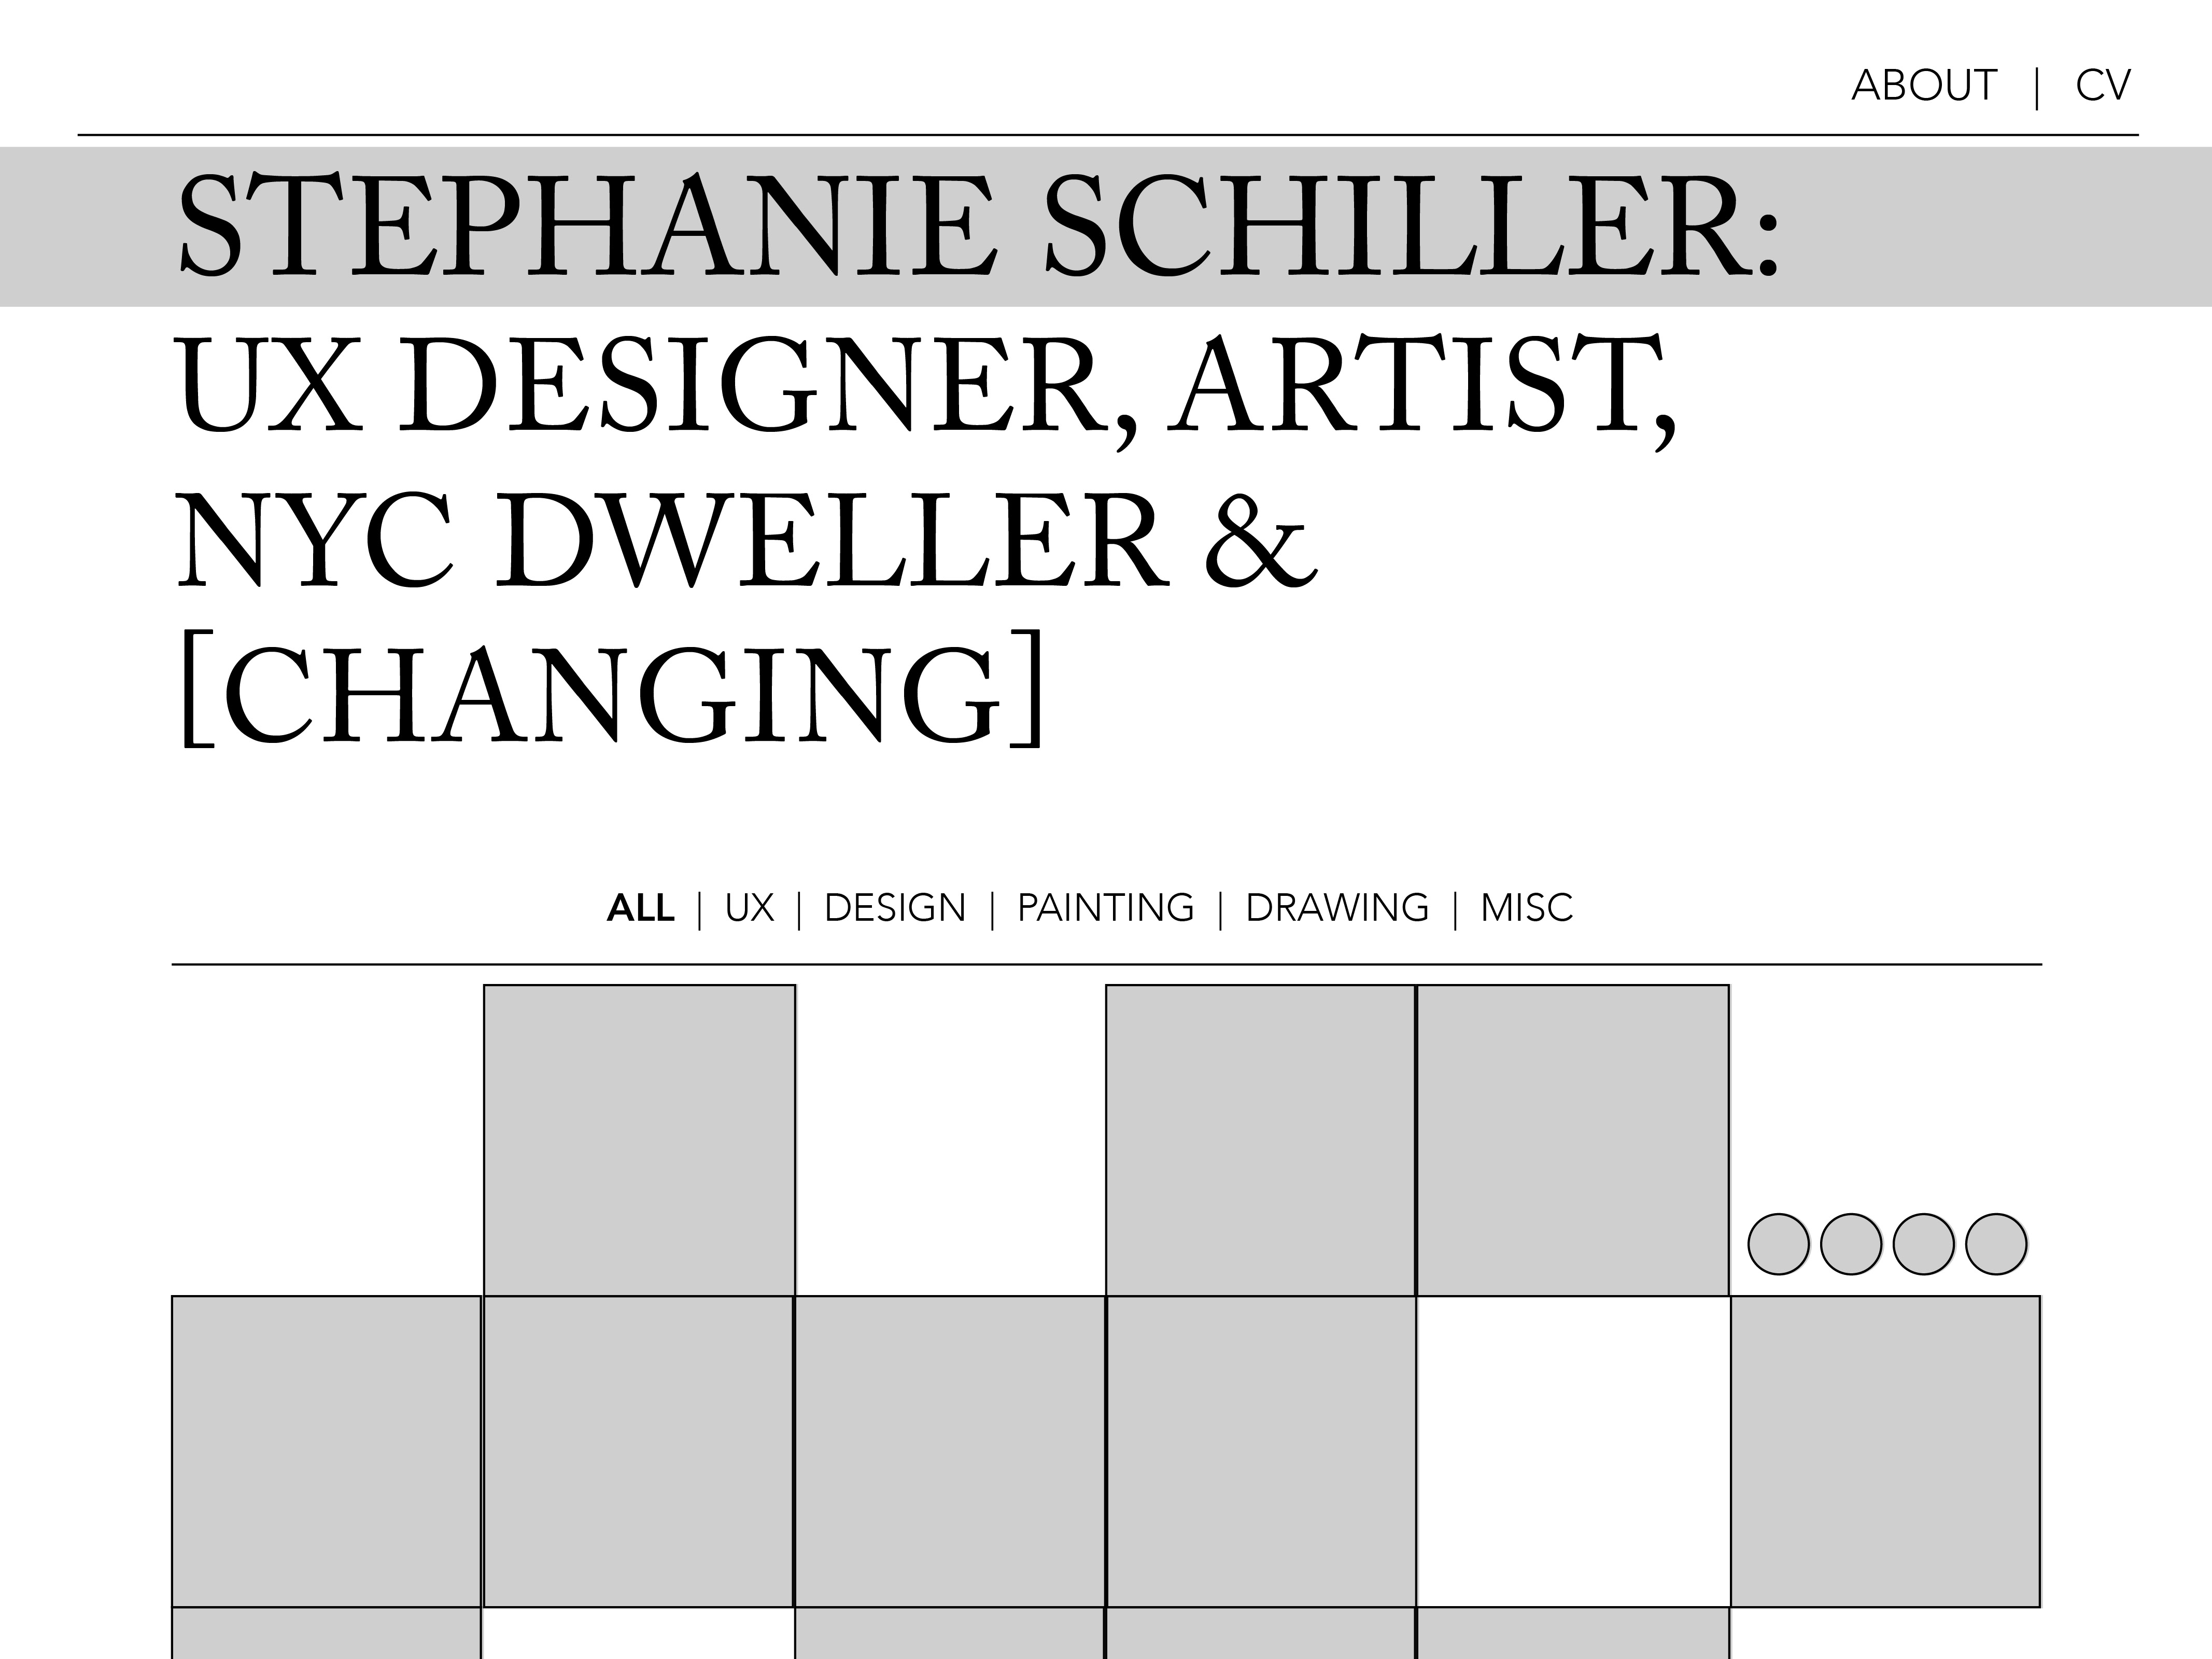 ABOUT | CV
STEPHANIE SCHILLER:
UX DESIGNER, ARTIST,
NYC DWELLER &
[CHANGING]
ALL | UX | DESIGN | PAINTING | DRAWING | MISC